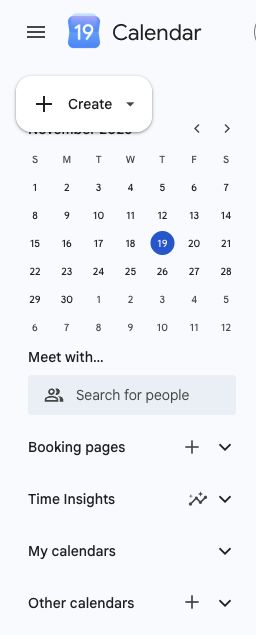 19 Calendar
Create
November
S M T W T F S
1 2 3 4 5 6 7
8 9 10 11 12 13 14
15 16 17 18 19 20 21
22 23 24 25 26 27 28
29 30 1 2 3 4 5
6 7 8 9 10 11 12
Meet with...
Search for people
Booking pages
Time Insights
My calendars
Other calendars